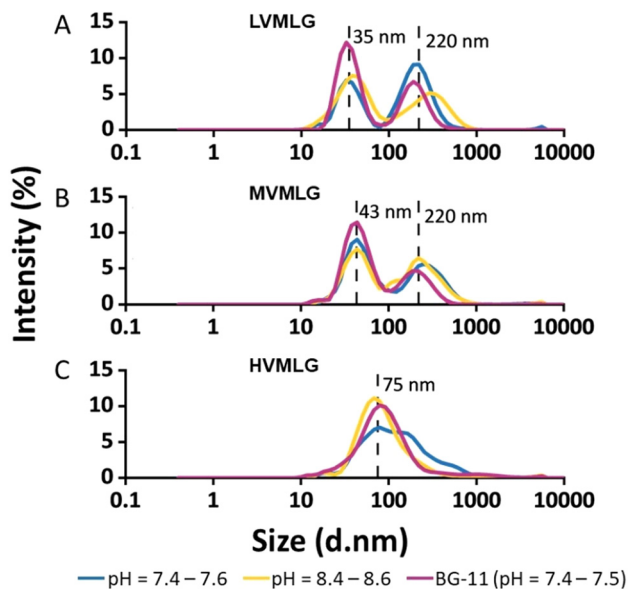 A
LVMLG
15
10
5
0
35 nm
220 nm
0.1
1
10
100
1000
10000
B
MVMLG
15
10
5
0
43 nm
220 nm
0.1
1
10
100
1000
10000
C
HVMLG
15
10
5
0
75 nm
0.1
1
10
100
1000
10000
Intensity (%)
Size (d.nm)
pH = 7.4 – 7.6 pH = 8.4 – 8.6 BG-11 (pH = 7.4 – 7.5)